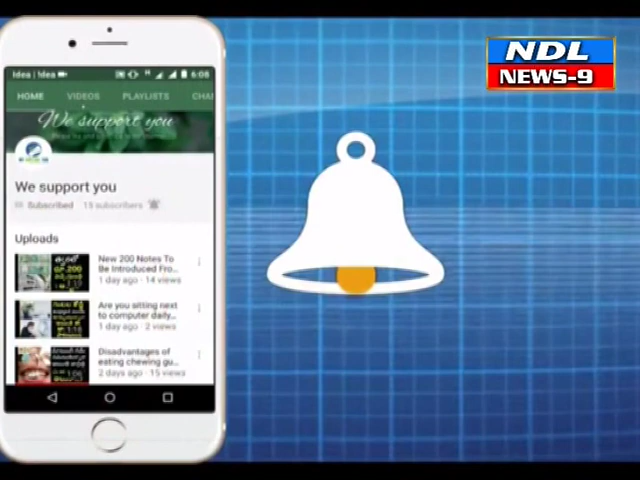 NDL
NEWS-9
Idea | Idea
H
6:08
HOME VIDEOS PLAYLISTS CHA
We support you
We support you
Subscribed
Uploads
New 200 Notes To
Be Introduced Fro...
1 day ago · 14 views
Are you sitting next
to computer daily...
1 day ago · 2 views
Disadvantages of
eating chewing gu...
2 days ago · 15 views